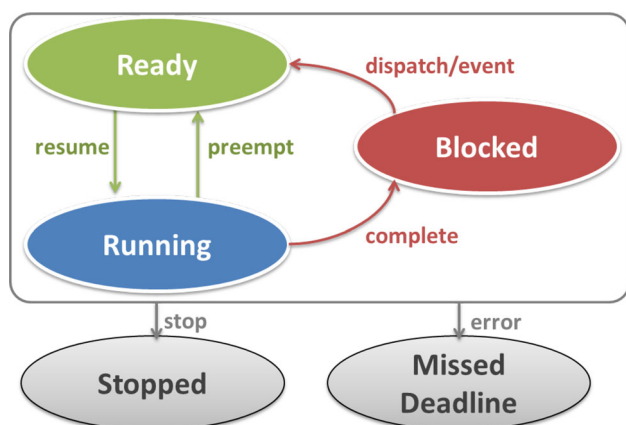 Ready
dispatch/event
resume
preempt
Blocked
Running
complete
stop
error
Stopped
Missed
Deadline